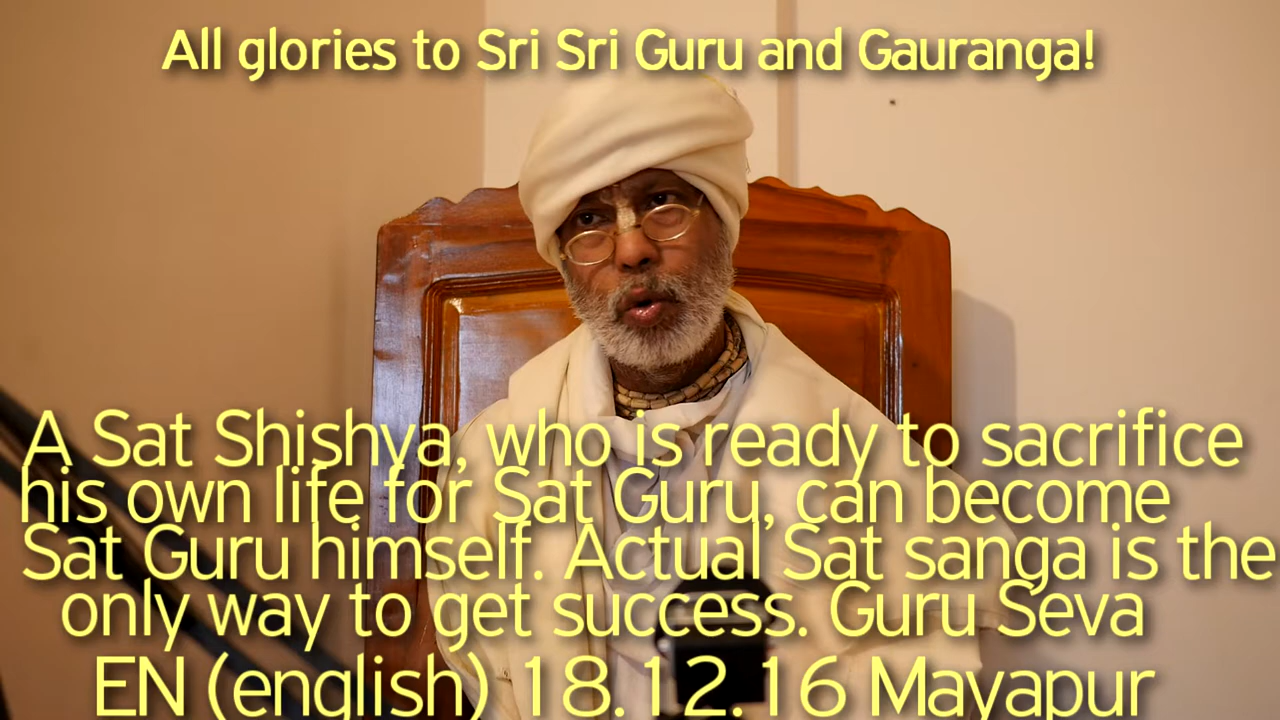 All glories to Sri Sri Guru and Gauranga!
A Sat Shishya, who is ready to sacrifice
his own life for Sat Guru, can become
Sat Guru himself. Actual Sat sanga is the
only way to get success. Guru Seva
EN (english) 18.12.16 Mayapur